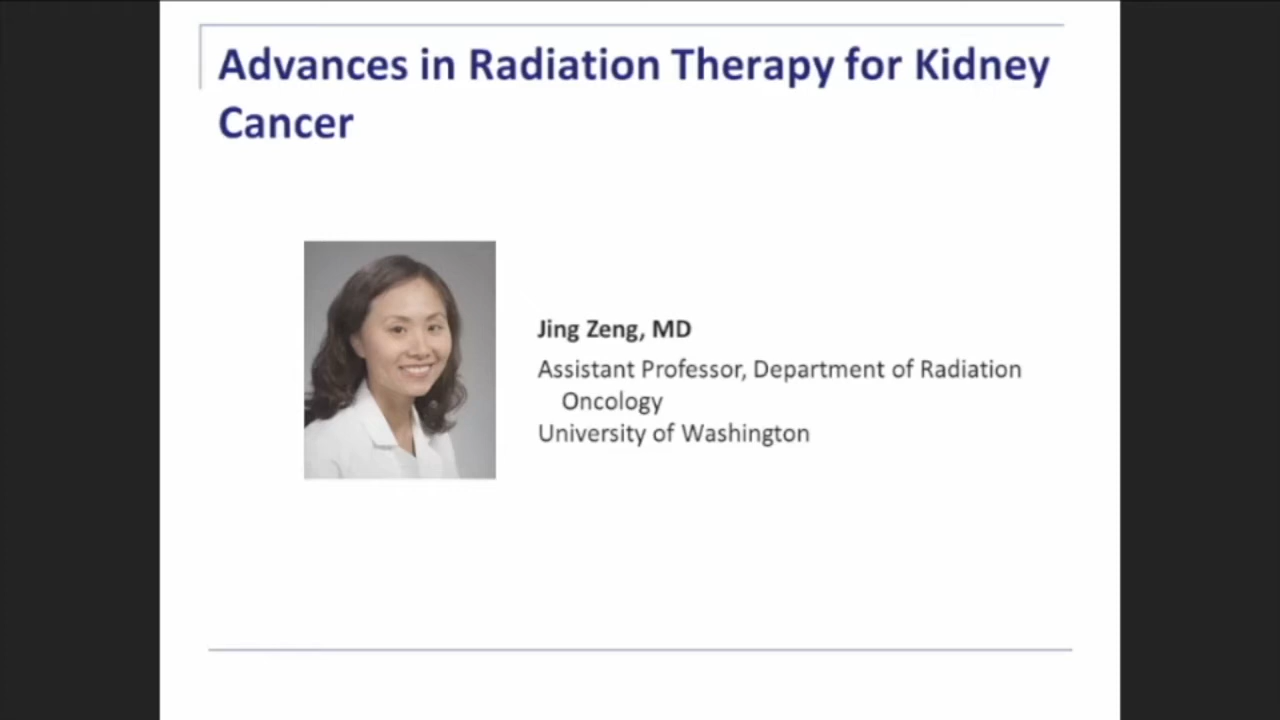 Advances in Radiation Therapy for Kidney
Cancer
Jing Zeng, MD
Assistant Professor, Department of Radiation
Oncology
University of Washington